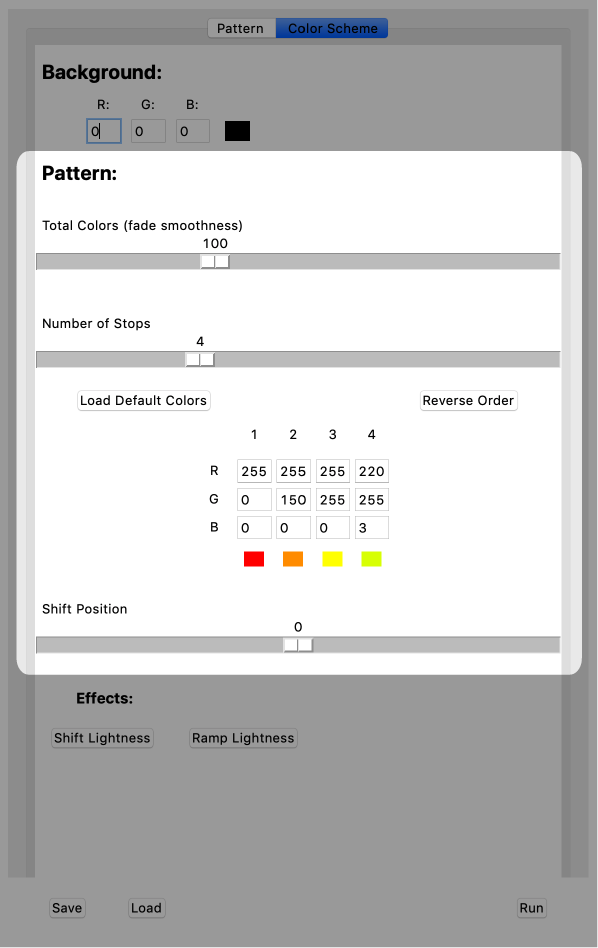 Pattern Color Scheme
Background:
R: G: B:
0 0 0
Pattern:
Total Colors (fade smoothness)
100
Number of Stops
4
Load Default Colors Reverse Order
1 2 3 4
R 255 255 255 220
G 0 150 255 255
B 0 0 0 3
Shift Position
0
Effects:
Shift Lightness Ramp Lightness
Save Load Run